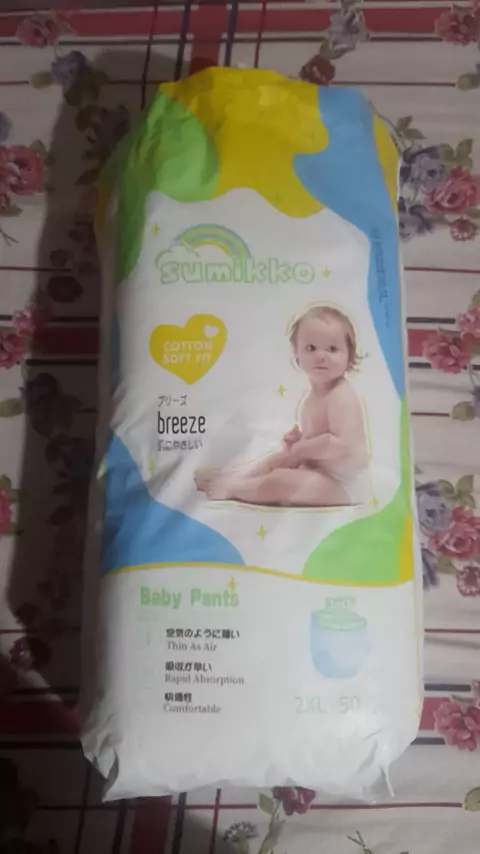 sumikko
COTTON
SOFT FIT
ブリーズ
breeze
肌にやさしい
Baby Pants
空気のように薄い
Thin As Air
吸収が早い
Rapid Absorption
快適性
Comfortable
2XL 50